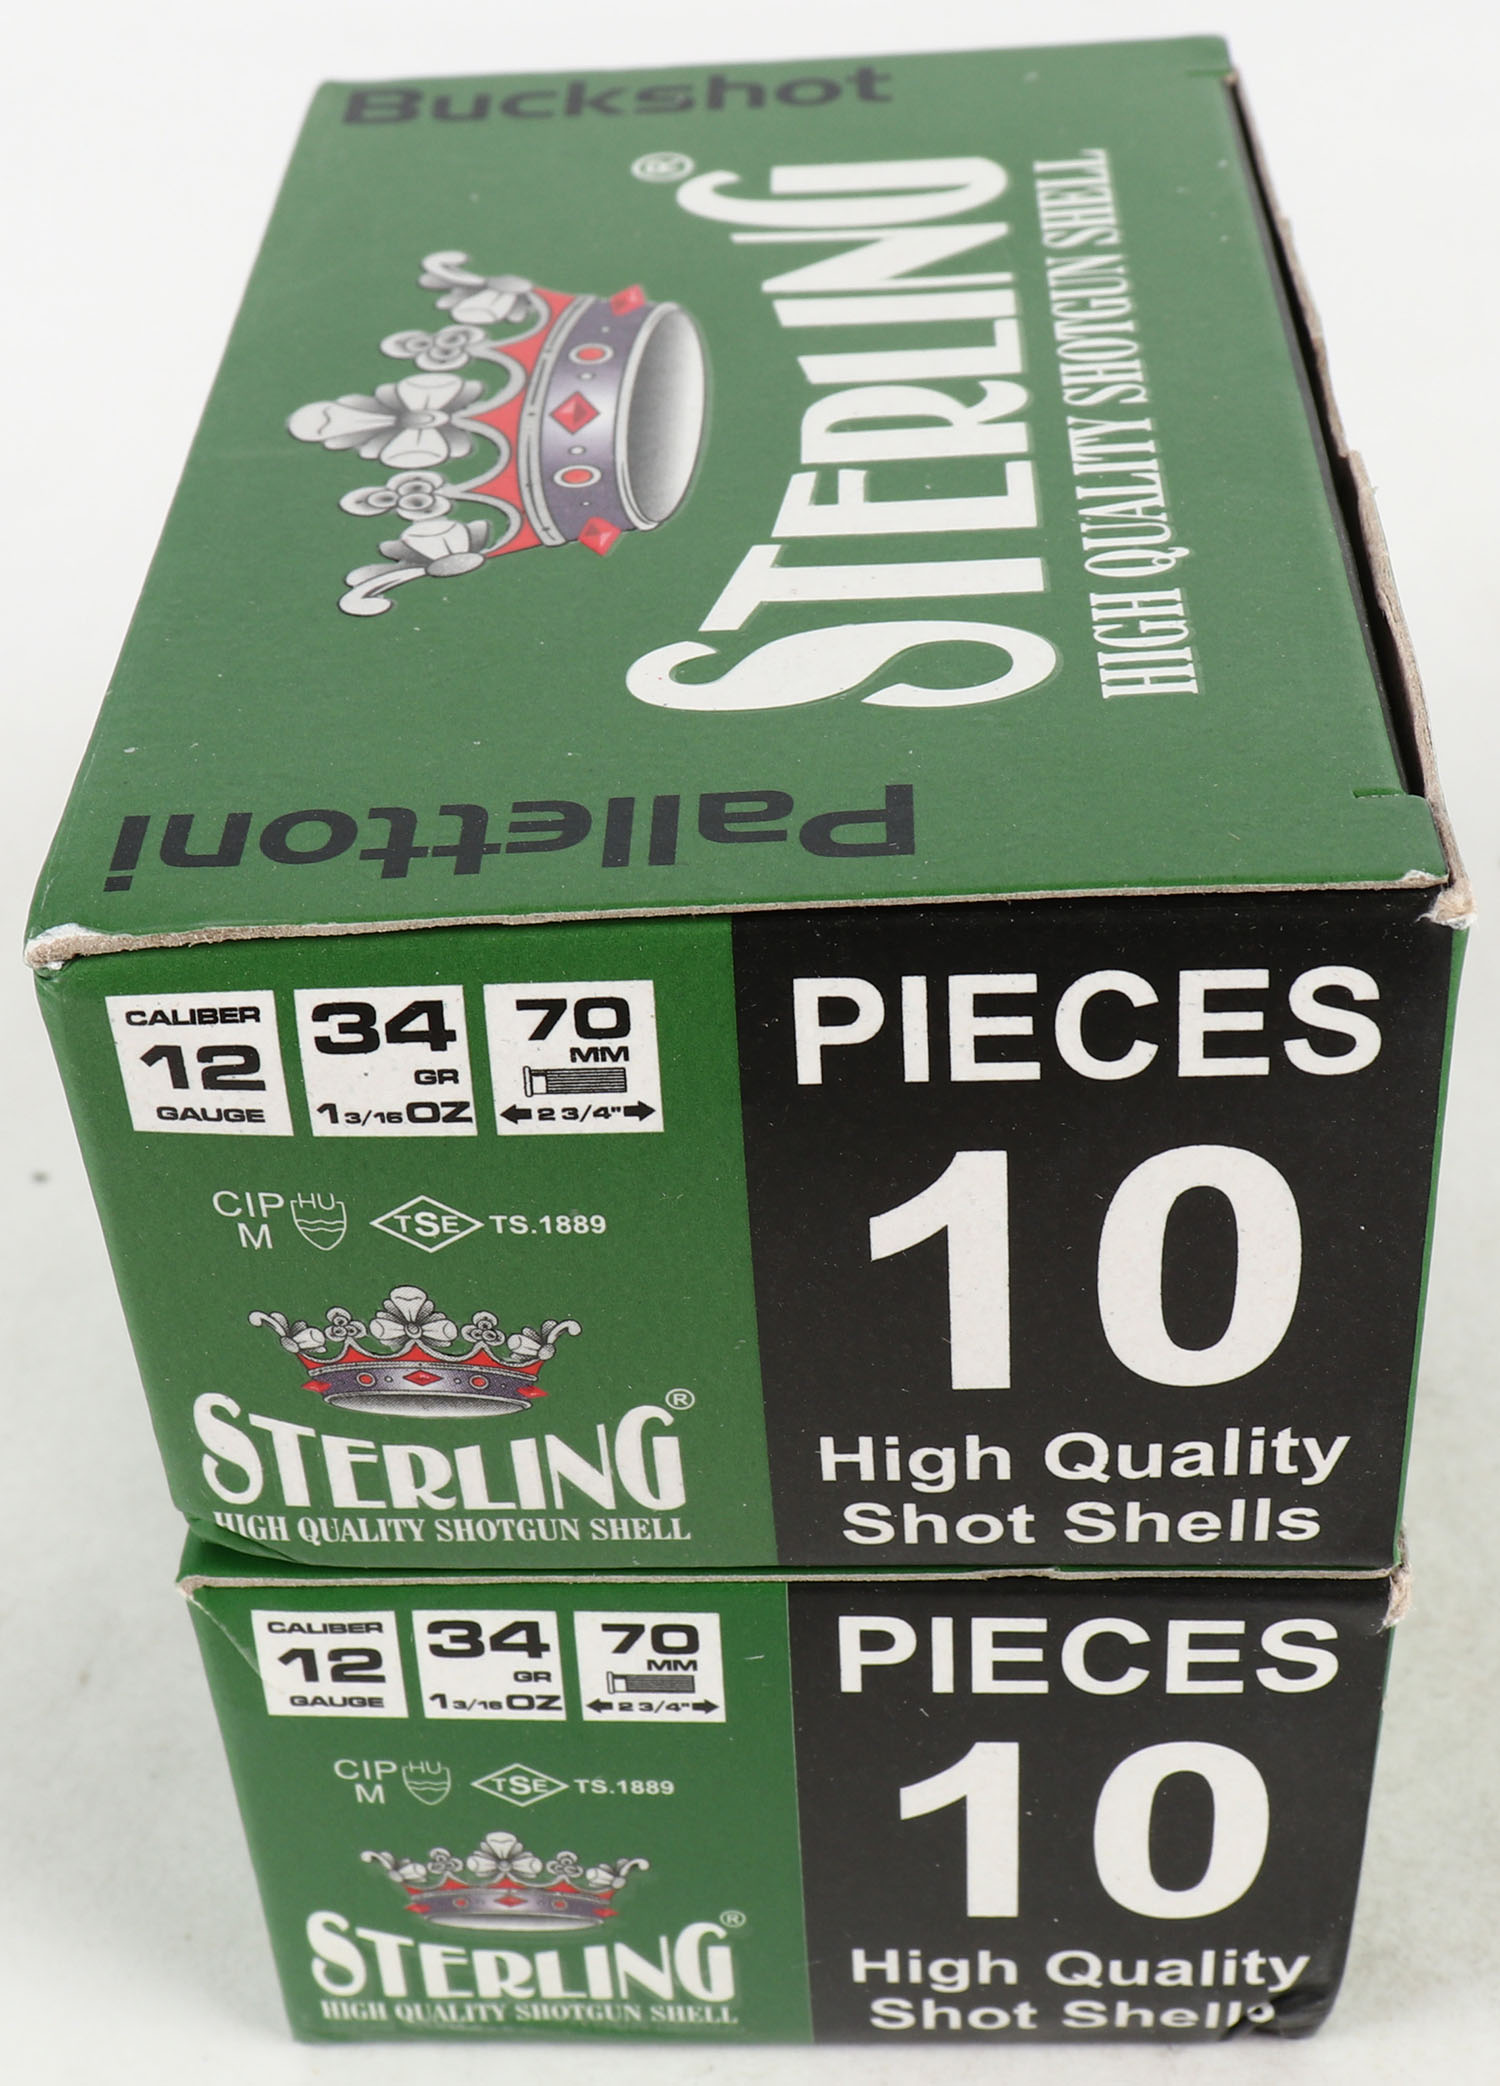 Buckshot
STERLING®
HIGH QUALITY SHOTGUN SHELL
Pallettoni
CALIBER
12
GAUGE
34
GR
1 3/16 OZ
70
MM
2 3/4"
CIP
M
HU
TSE
TS.1889
STERLING®
HIGH QUALITY SHOTGUN SHELL
PIECES
10
High Quality
Shot Shells
CALIBER
12
GAUGE
34
GR
1 3/16 OZ
70
MM
2 3/4"
CIP
M
HU
TSE
TS.1889
STERLING®
HIGH QUALITY SHOTGUN SHELL
PIECES
10
High Quality
Shot Shells